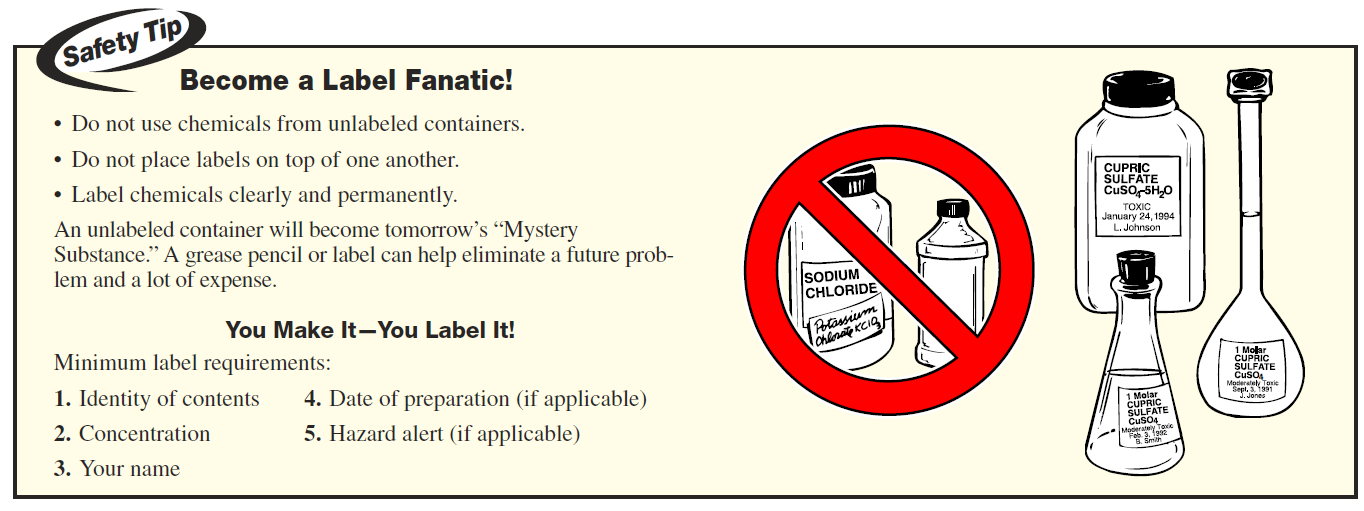 Safety Tip
Become a Label Fanatic!
• Do not use chemicals from unlabeled containers.
• Do not place labels on top of one another.
• Label chemicals clearly and permanently.
An unlabeled container will become tomorrow’s “Mystery
Substance.” A grease pencil or label can help eliminate a future prob-
lem and a lot of expense.
You Make It—You Label It!
Minimum label requirements:
1. Identity of contents
2. Concentration
3. Your name
4. Date of preparation (if applicable)
5. Hazard alert (if applicable)
SODIUM
CHLORIDE
Potassium
Chlorate KClO₃
CUPRIC
SULFATE
CuSO₄-5H₂O
TOXIC
January 24, 1994
L. Johnson
1 Molar
CUPRIC
SULFATE
CuSO₄
Moderately Toxic
Feb. 3, 1992
B. Smith
1 Molar
CUPRIC
SULFATE
CuSO₄
Moderately Toxic
Sept. 3, 1991
J. Jones